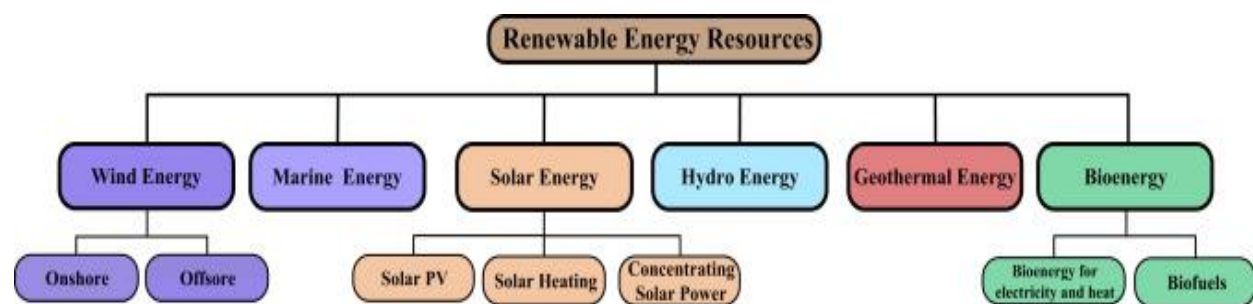 Renewable Energy Resources
Wind Energy
Marine Energy
Solar Energy
Hydro Energy
Geothermal Energy
Bioenergy
Onshore
Offsore
Solar PV
Solar Heating
Concentrating
Solar Power
Bioenergy for
electricity and heat
Biofuels